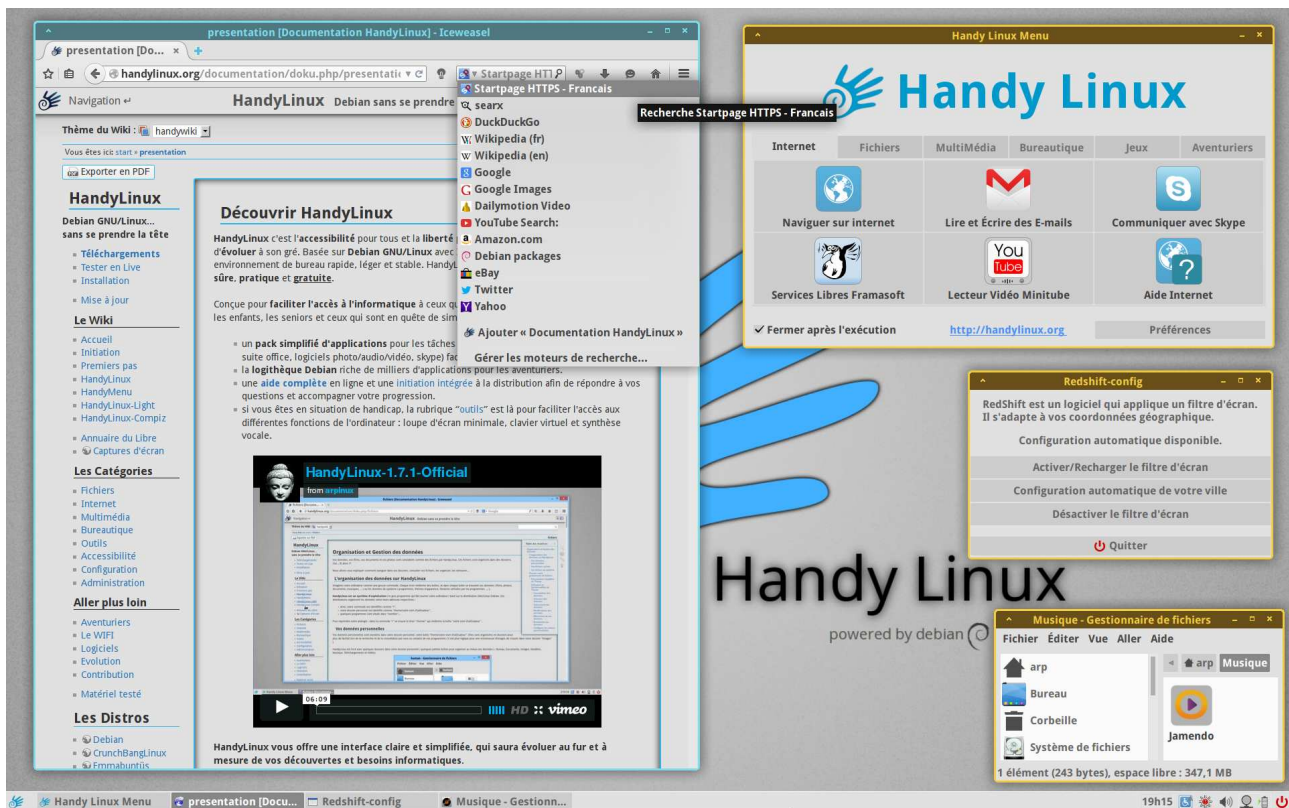 presentation [Documentation HandyLinux] - Iceweasel
presentation [Do...
handylinux.org/documentation/doku.php/presentatio
Startpage HTT
Navigation
HandyLinux Debian sans se prendre
Thème du Wiki : handywiki
Vous êtes ici: start » presentation
Exporter en PDF
HandyLinux
Debian GNU/Linux...
sans se prendre la tête
Téléchargements
Tester en Live
Installation
Mise à jour
Le Wiki
Accueil
Initiation
Premiers pas
HandyLinux
HandyMenu
HandyLinux-Light
HandyLinux-Compiz
Annuaire du Libre
Captures d'écran
Les Catégories
Fichiers
Internet
Multimédia
Bureautique
Outils
Accessibilité
Configuration
Administration
Aller plus loin
Aventuriers
Le WIFI
Logiciels
Evolution
Contribution
Matériel testé
Les Distros
Debian
CrunchBangLinux
Emmabuntüs
Découvrir HandyLinux
HandyLinux c'est l'accessibilité pour tous et la liberté
d'évoluer à son gré. Basée sur Debian GNU/Linux avec
environnement de bureau rapide, léger et stable. HandyL
sûre, pratique et gratuite.
Conçue pour faciliter l'accès à l'informatique à ceux qu
les enfants, les seniors et ceux qui sont en quête de sim
un pack simplifié d'applications pour les tâches
suite office, logiciels photo/audio/vidéo, skype) fac
la logithèque Debian riche de milliers d'applications pour les aventuriers.
une aide complète en ligne et une initiation intégrée à la distribution afin de répondre à vos
questions et accompagner votre progression.
si vous êtes en situation de handicap, la rubrique "outils" est là pour faciliter l'accès aux
différentes fonctions de l'ordinateur : loupe d'écran minimale, clavier virtuel et synthèse
vocale.
HandyLinux-1.7.1-Official
from arpinux
Organisation et Gestion des données
L'organisation des données sur HandyLinux
Vos données personnelles
06:09
HD
vimeo
HandyLinux vous offre une interface claire et simplifiée, qui saura évoluer au fur et à
mesure de vos découvertes et besoins informatiques.
Startpage HTTPS - Francais
searx
DuckDuckGo
Wikipedia (fr)
Wikipedia (en)
Google
Google Images
Dailymotion Video
YouTube Search:
Amazon.com
Debian packages
eBay
Twitter
Yahoo
Ajouter « Documentation HandyLinux »
Gérer les moteurs de recherche...
Recherche Startpage HTTPS - Francais
Handy Linux Menu
Handy Linux
Internet Fichiers MultiMédia Bureautique Jeux Aventuriers
Naviguer sur internet Lire et Écrire des E-mails Communiquer avec Skype
You
Tube
Services Libres Framasoft Lecteur Vidéo Minitube Aide Internet
Fermer après l'exécution http://handylinux.org Préférences
Redshift-config
RedShift est un logiciel qui applique un filtre d'écran.
Il s'adapte à vos coordonnées géographique.
Configuration automatique disponible.
Activer/Recharger le filtre d'écran
Configuration automatique de votre ville
Désactiver le filtre d'écran
Quitter
Handy Linux
powered by debian
Musique - Gestionnaire de fichiers
Fichier Éditer Vue Aller Aide
arp
Bureau
Corbeille
Système de fichiers
arp Musique
Jamendo
1 élément (243 bytes), espace libre : 347,1 MB
Handy Linux Menu presentation [Docu... Redshift-config Musique - Gestionn... 19h15